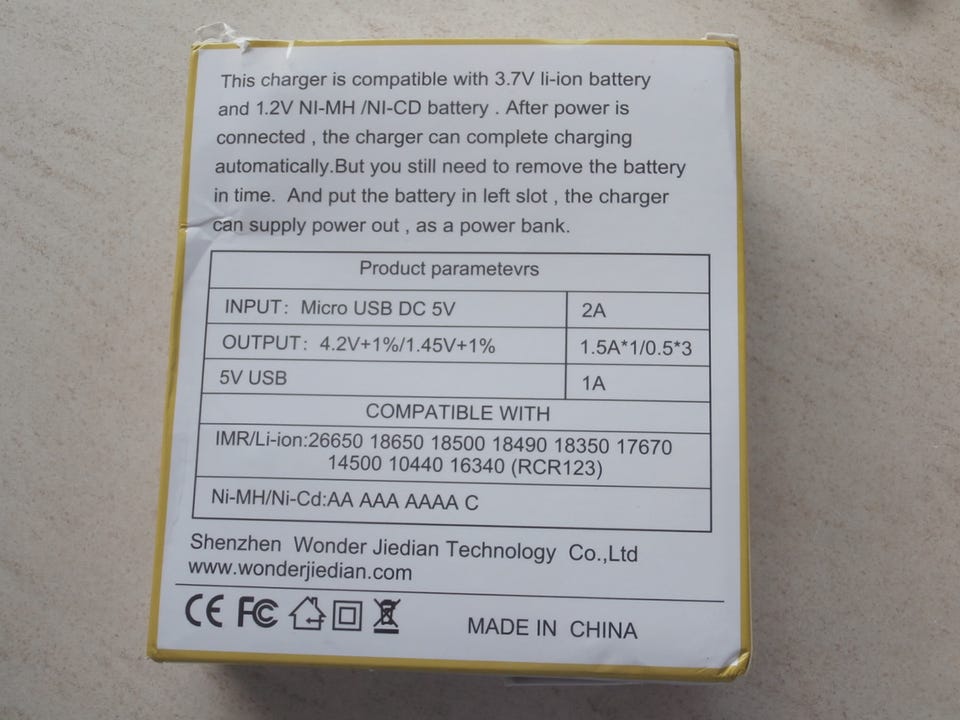 This charger is compatible with 3.7V li-ion battery
and 1.2V NI-MH /NI-CD battery . After power is
connected , the charger can complete charging
automatically.But you still need to remove the battery
in time. And put the battery in left slot , the charger
can supply power out , as a power bank.
Product parametevrs
INPUT: Micro USB DC 5V 2A
OUTPUT: 4.2V+1%/1.45V+1% 1.5A*1/0.5*3
5V USB 1A
COMPATIBLE WITH
IMR/Li-ion:26650 18650 18500 18490 18350 17670
14500 10440 16340 (RCR123)
Ni-MH/Ni-Cd:AA AAA AAAA C
Shenzhen Wonder Jiedian Technology Co.,Ltd
www.wonderjiedian.com
CE FC MADE IN CHINA